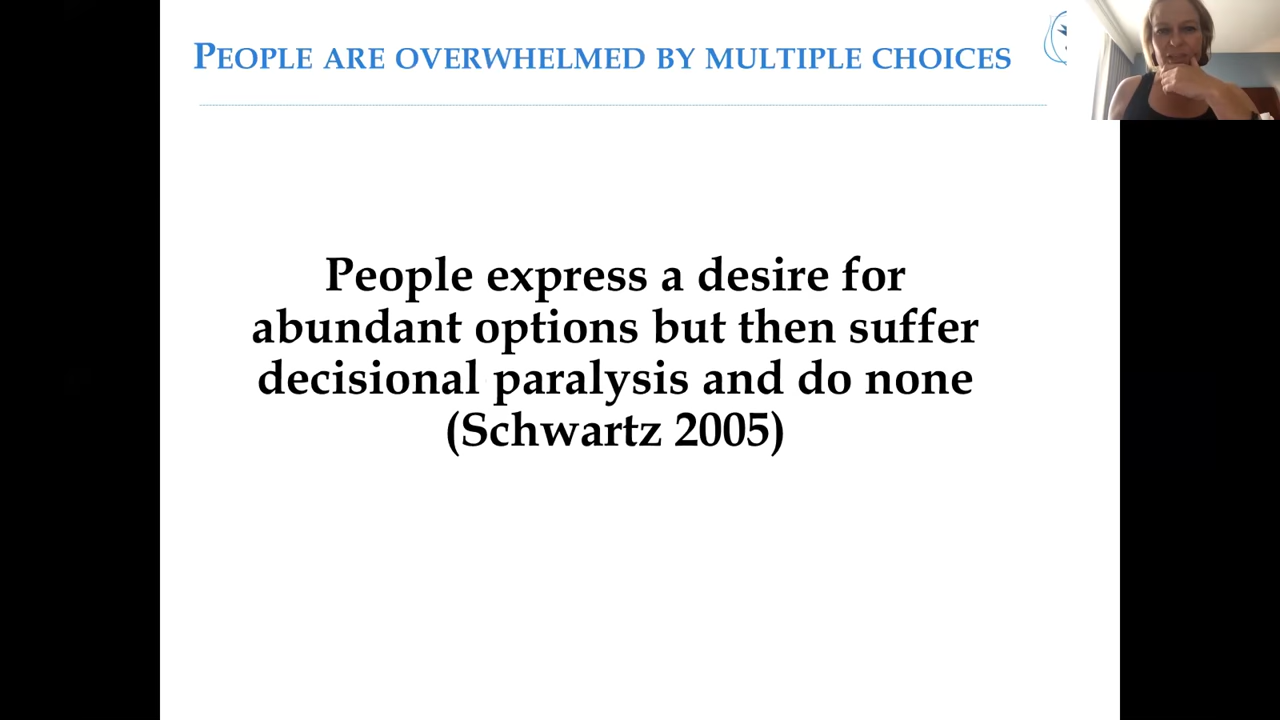 PEOPLE ARE OVERWHELMED BY MULTIPLE CHOICES
People express a desire for
abundant options but then suffer
decisional paralysis and do none
(Schwartz 2005)